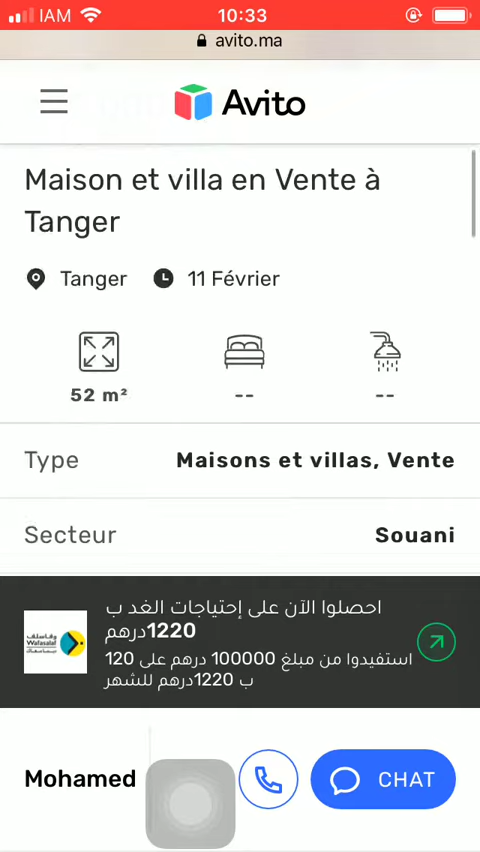 IAM
10:33
avito.ma
Avito
Maison et villa en Vente à
Tanger
Tanger
11 Février
52 m²
--
--
Type
Maisons et villas, Vente
Secteur
Souani
احصلوا الآن على إحتياجات الغد ب
1220درهم
استفيدوا من مبلغ 100000 درهم على 120
ب 1220درهم للشهر
وفاسلف
Wafasalaf
Mohamed
CHAT